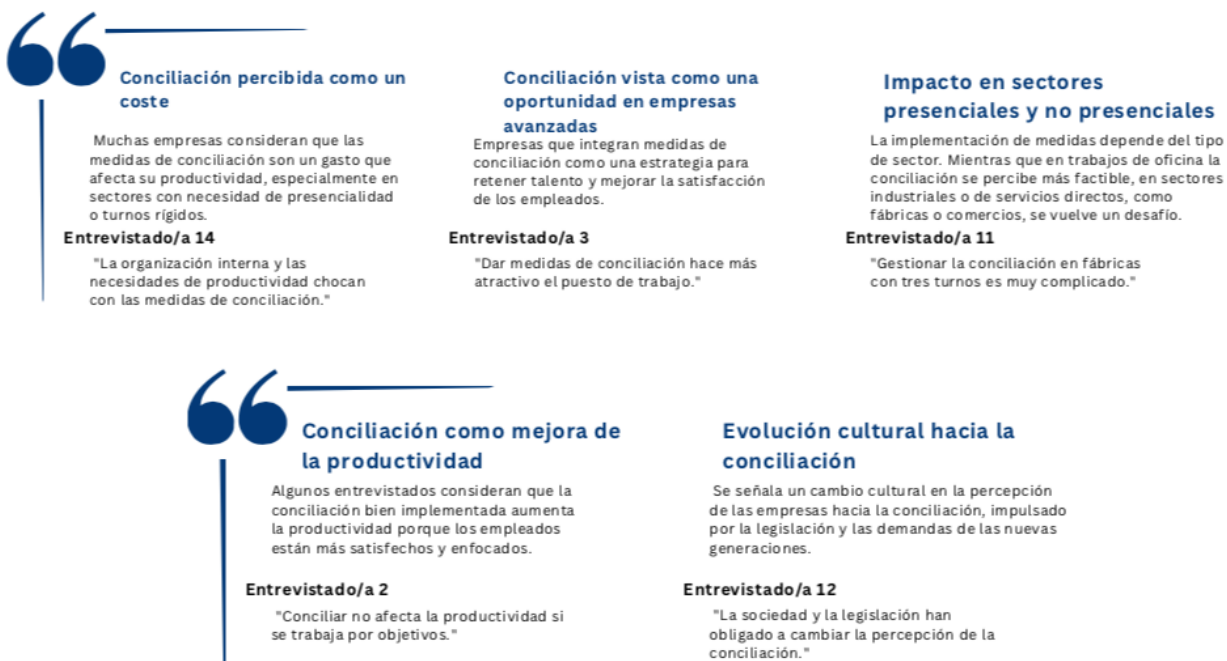 Conciliación percibida como un
coste
Muchas empresas consideran que las
medidas de conciliación son un gasto que
afecta su productividad, especialmente en
sectores con necesidad de presencialidad
o turnos rígidos.
Entrevistado/a 14
"La organización interna y las
necesidades de productividad chocan
con las medidas de conciliación."
Conciliación vista como una
oportunidad en empresas
avanzadas
Empresas que integran medidas de
conciliación como una estrategia para
retener talento y mejorar la satisfacción
de los empleados.
Entrevistado/a 3
"Dar medidas de conciliación hace más
atractivo el puesto de trabajo."
Impacto en sectores
presenciales y no presenciales
La implementación de medidas depende del tipo
de sector. Mientras que en trabajos de oficina la
conciliación se percibe más factible, en sectores
industriales o de servicios directos, como
fábricas o comercios, se vuelve un desafío.
Entrevistado/a 11
"Gestionar la conciliación en fábricas
con tres turnos es muy complicado."
Conciliación como mejora de
la productividad
Algunos entrevistados consideran que la
conciliación bien implementada aumenta
la productividad porque los empleados
están más satisfechos y enfocados.
Entrevistado/a 2
"Conciliar no afecta la productividad si
se trabaja por objetivos."
Evolución cultural hacia la
conciliación
Se señala un cambio cultural en la percepción
de las empresas hacia la conciliación, impulsado
por la legislación y las demandas de las nuevas
generaciones.
Entrevistado/a 12
"La sociedad y la legislación han
obligado a cambiar la percepción de la
conciliación."